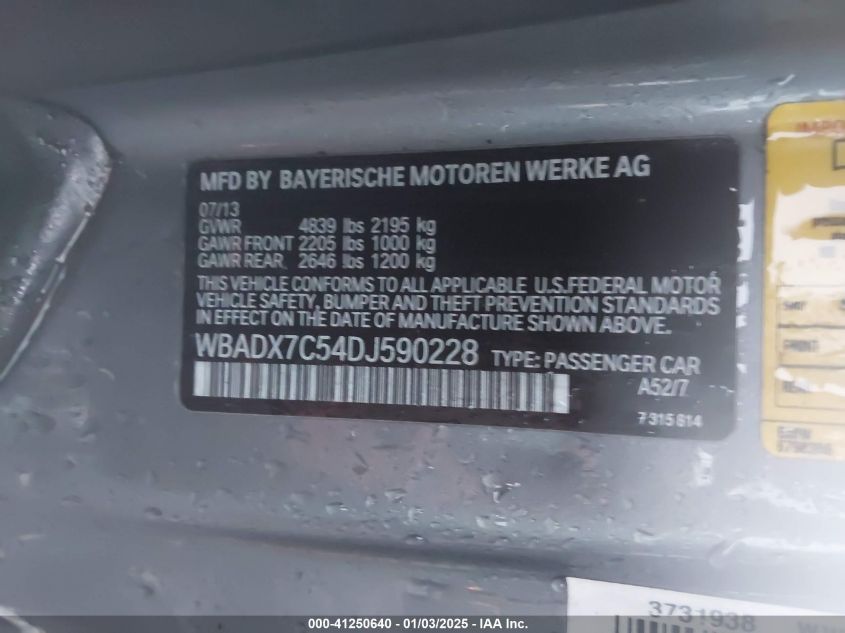 MFD BY BAYERISCHE MOTOREN WERKE AG
07/13
GVWR 4839 lbs 2195 kg
GAWR FRONT 2205 lbs 1000 kg
GAWR REAR 2646 lbs 1200 kg
THIS VEHICLE CONFORMS TO ALL APPLICABLE U.S.FEDERAL MOTOR
VEHICLE SAFETY, BUMPER AND THEFT PREVENTION STANDARDS
IN EFFECT ON THE DATE OF MANUFACTURE SHOWN ABOVE.
WBADX7C54DJ590228 TYPE: PASSENGER CAR
A52/7
7 315 814
3731938
000-41250640 - 01/03/2025 - IAA Inc.